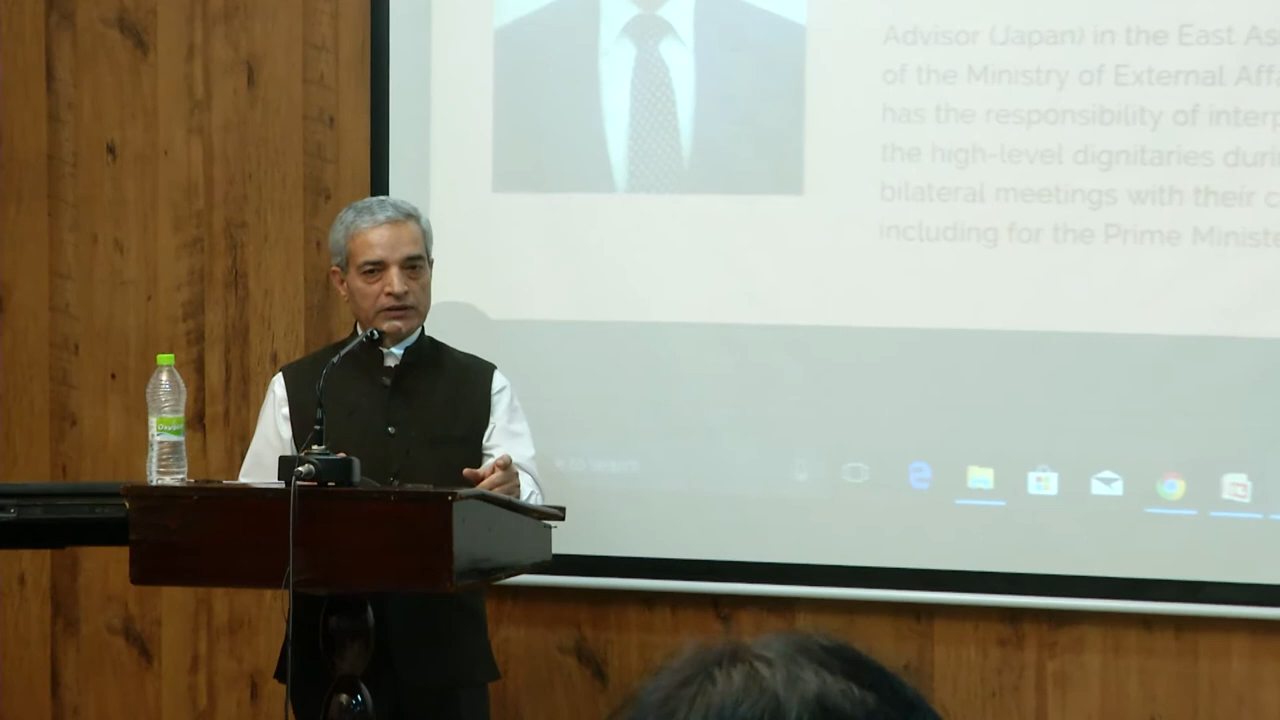 Advisor (Japan) in the East As
of the Ministry of External Affa
has the responsibility of interp
the high-level dignitaries duri
bilateral meetings with their c
including for the Prime Ministe